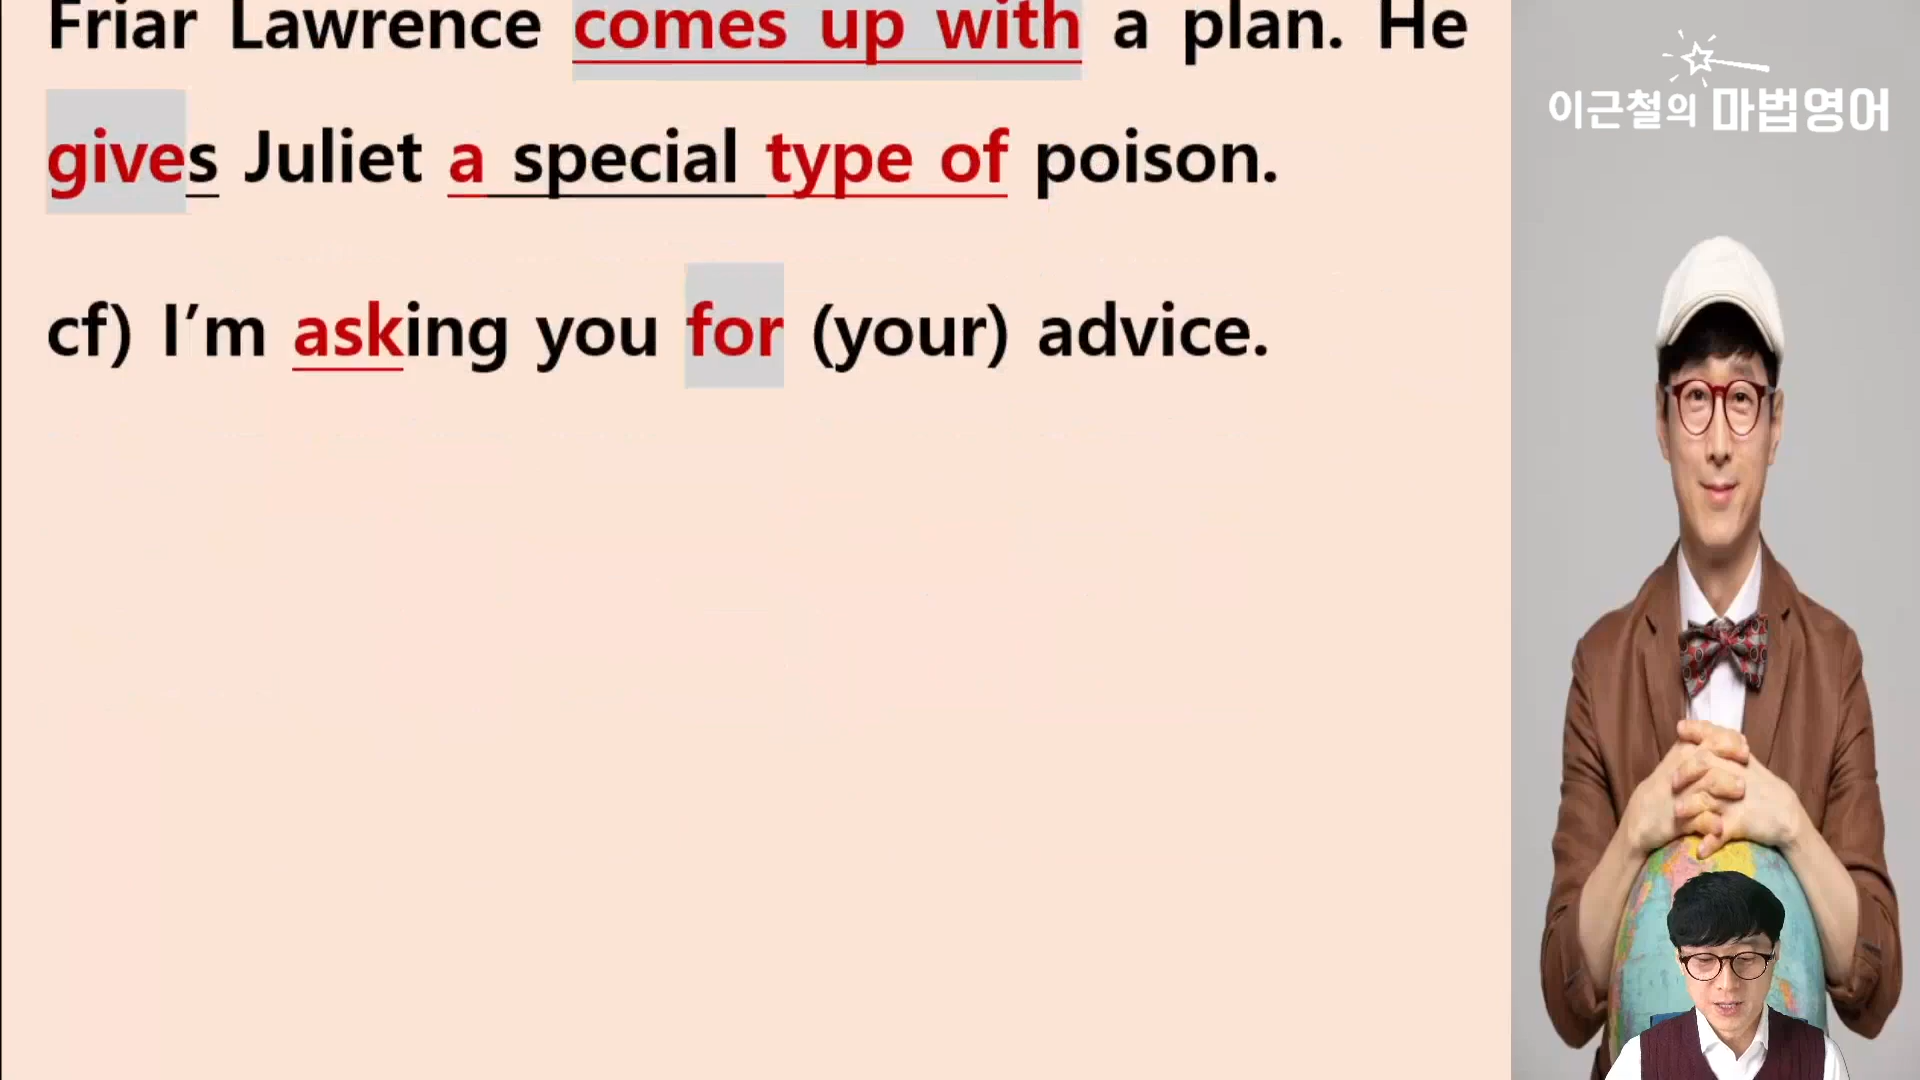 Friar Lawrence comes up with a plan. He
gives Juliet a special type of poison.
cf) I’m asking you for (your) advice.
이근철의 마법영어